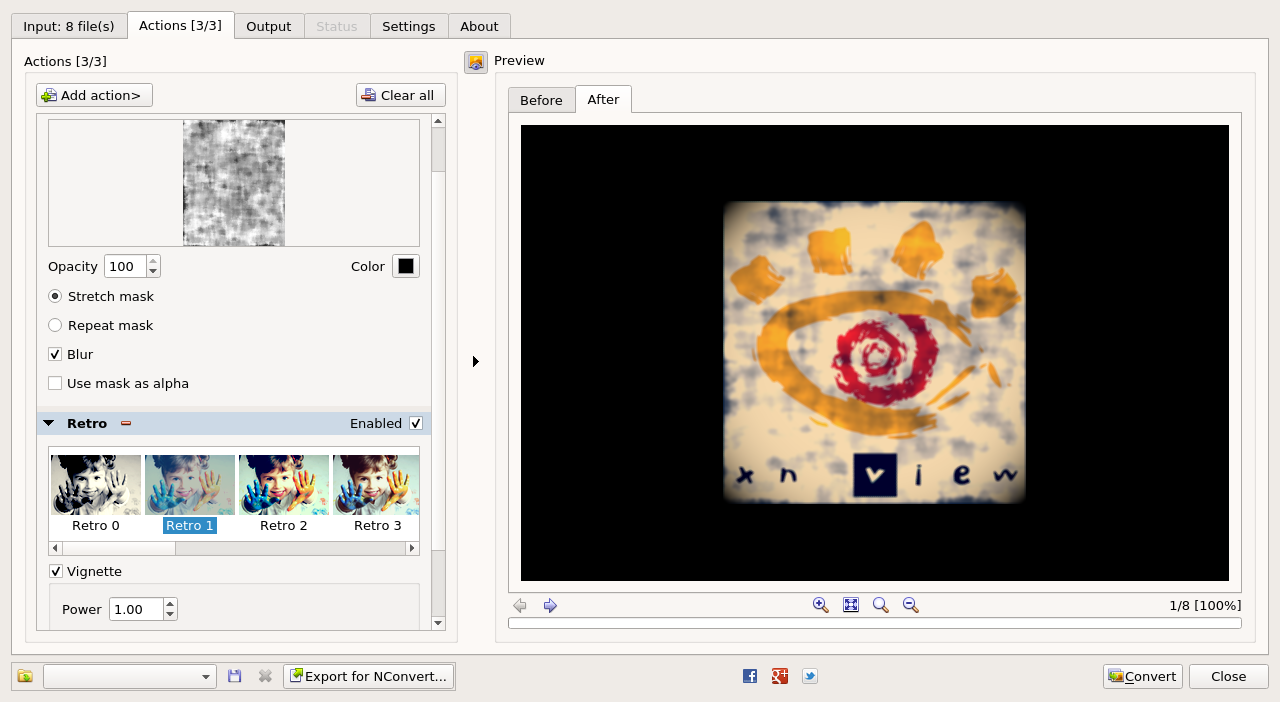 Input: 8 file(s) Actions [3/3] Output Status Settings About
Actions [3/3]
Add action>
Clear all
Opacity 100 Color
Stretch mask
Repeat mask
Blur
Use mask as alpha
Retro Enabled
Retro 0 Retro 1 Retro 2 Retro 3
Vignette
Power 1.00
Preview
Before After
x n v i e w
1/8 [100%]
Export for NConvert...
Convert Close